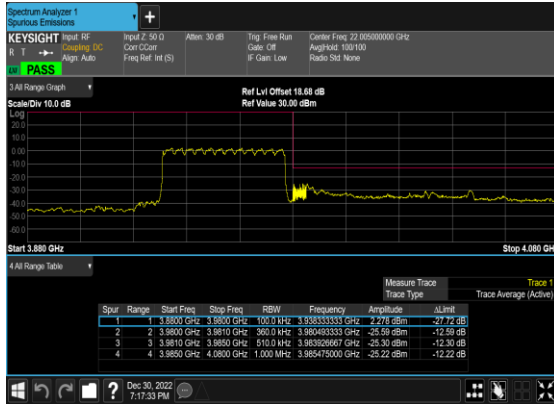 Spectrum Analyzer 1
Spurious Emissions
+
KEYSIGHT Input: RF Input Z: 50 Ω Atten: 30 dB Trig: Free Run Center Freq: 22.005000000 GHz
R T Coupling: DC Corr CCorr Gate: Off Avg|Hold: 100/100
Align: Auto Freq Ref: Int (S) IF Gain: Low Radio Std: None
LXI PASS
3 All Range Graph Ref Lvl Offset 18.68 dB
Scale/Div 10.0 dB Ref Value 30.00 dBm
Log
20.0
10.0
0.00
-10.0
-20.0
-30.0
-40.0
-50.0
-60.0
Start 3.880 GHz Stop 4.080 GH
4 All Range Table
Measure Trace Trace 1
Trace Type Trace Average (Active)
Spur Range Start Freq Stop Freq RBW Frequency Amplitude ΔLimit
1 1 3.8800 GHz 3.9800 GHz 100.0 kHz 3.938333333 GHz 2.278 dBm -27.72 dB
2 2 3.9800 GHz 3.9810 GHz 360.0 kHz 3.980493333 GHz -25.59 dBm -12.59 dB
3 3 3.9810 GHz 3.9850 GHz 510.0 kHz 3.983926667 GHz -25.30 dBm -12.30 dB
4 4 3.9850 GHz 4.0800 GHz 1.000 MHz 3.985475000 GHz -25.22 dBm -12.22 dB
? Dec 30, 2022
7:17:33 PM